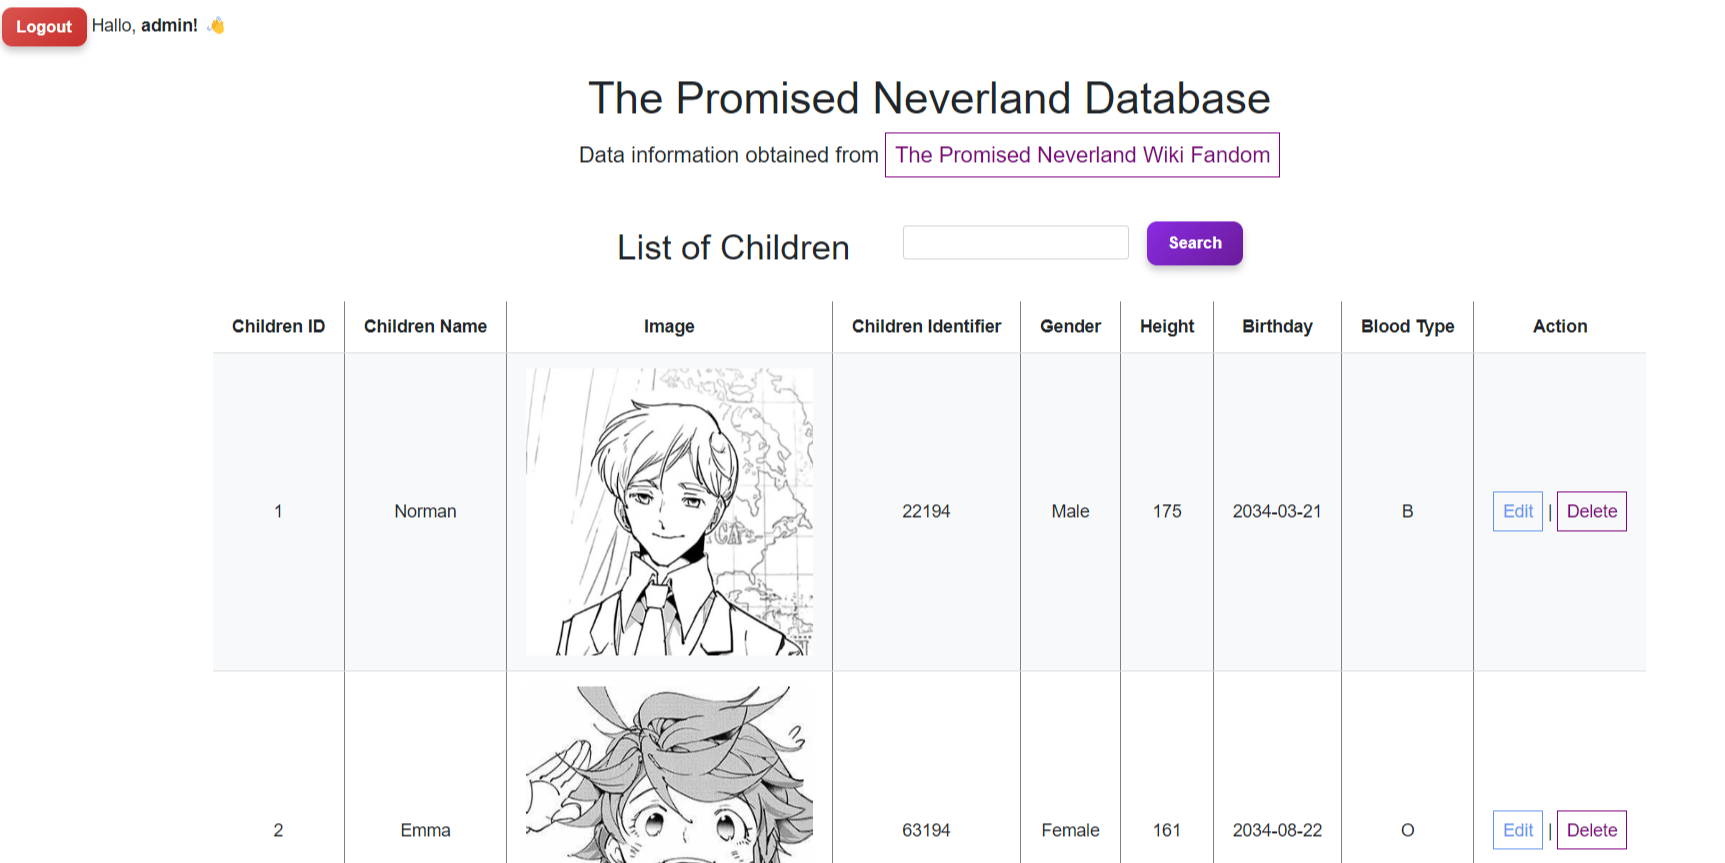 Logout Hallo, admin! 👋
The Promised Neverland Database
Data information obtained from The Promised Neverland Wiki Fandom
List of Children Search
Children ID Children Name Image Children Identifier Gender Height Birthday Blood Type Action
CA
1 Norman 22194 Male 175 2034-03-21 B Edit | Delete
2 Emma 63194 Female 161 2034-08-22 O Edit | Delete